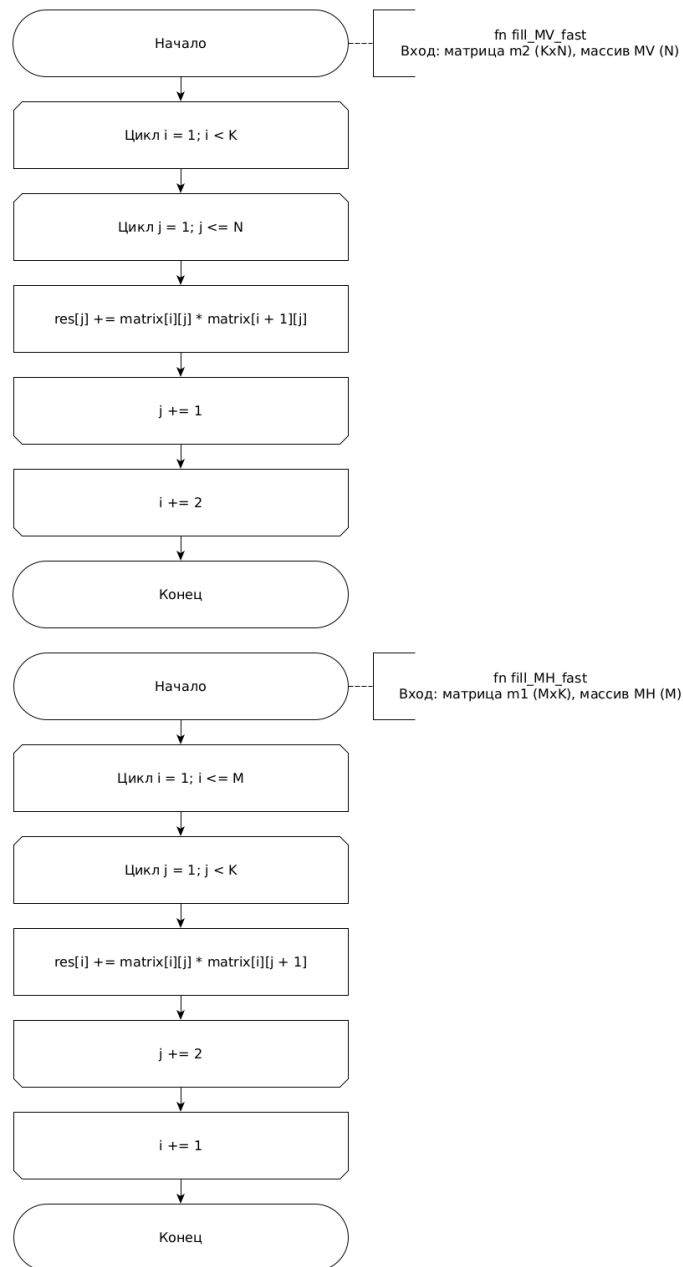 Начало
fn fill_MV_fast
Вход: матрица m2 (KxN), массив MV (N)
Цикл i = 1; i < K
Цикл j = 1; j <= N
res[j] += matrix[i][j] * matrix[i + 1][j]
j += 1
i += 2
Конец
Начало
fn fill_MH_fast
Вход: матрица m1 (MxK), массив MH (M)
Цикл i = 1; i <= M
Цикл j = 1; j < K
res[i] += matrix[i][j] * matrix[i][j + 1]
j += 2
i += 1
Конец